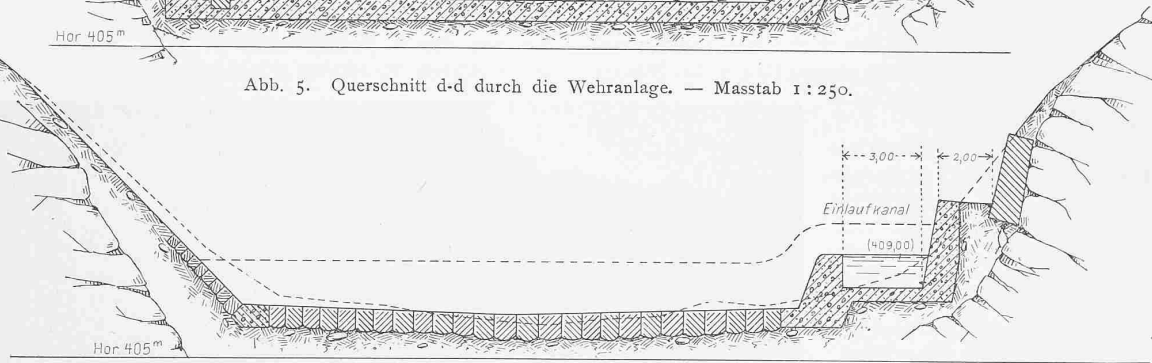 Hor 405ᵐ
Abb. 5. Querschnitt d-d durch die Wehranlage. — Masstab 1 : 250.
3,00 2,00
Einlaufkanal
(409,00)
Hor 405ᵐ